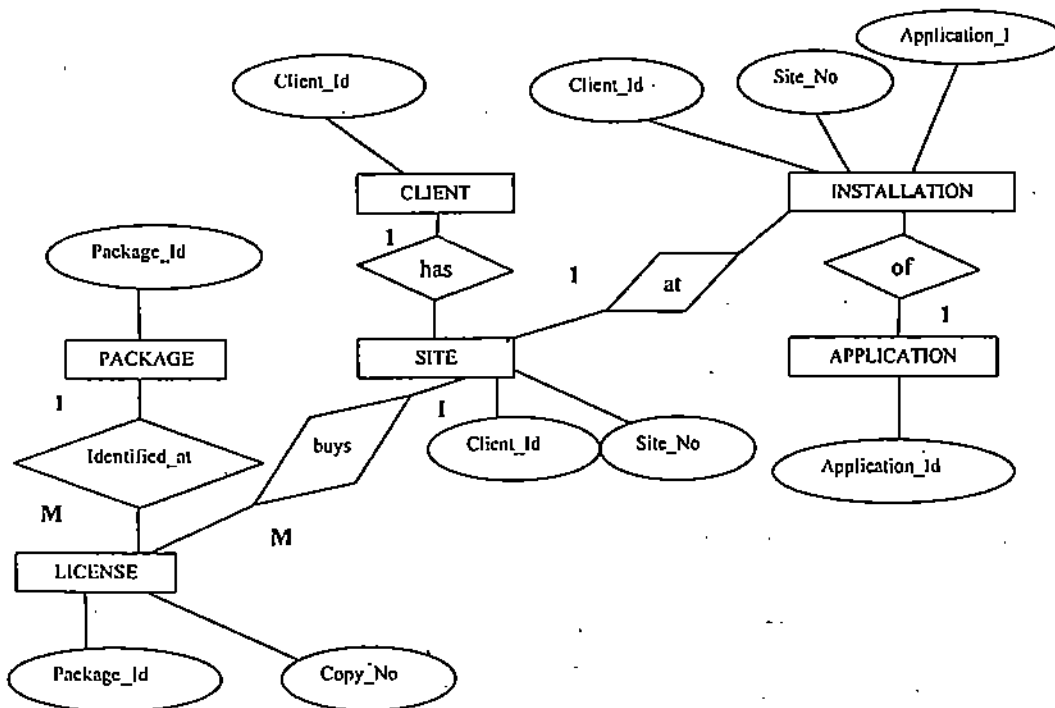 Application_I
Client_Id
Client_Id
Site_No
CLIENT
INSTALLATION
Package_Id
1
has
1
at
of
1
PACKAGE
SITE
APPLICATION
1
I
Identified_at
buys
Client_Id
Site_No
Application_Id
M
M
LICENSE
Package_Id
Copy_No